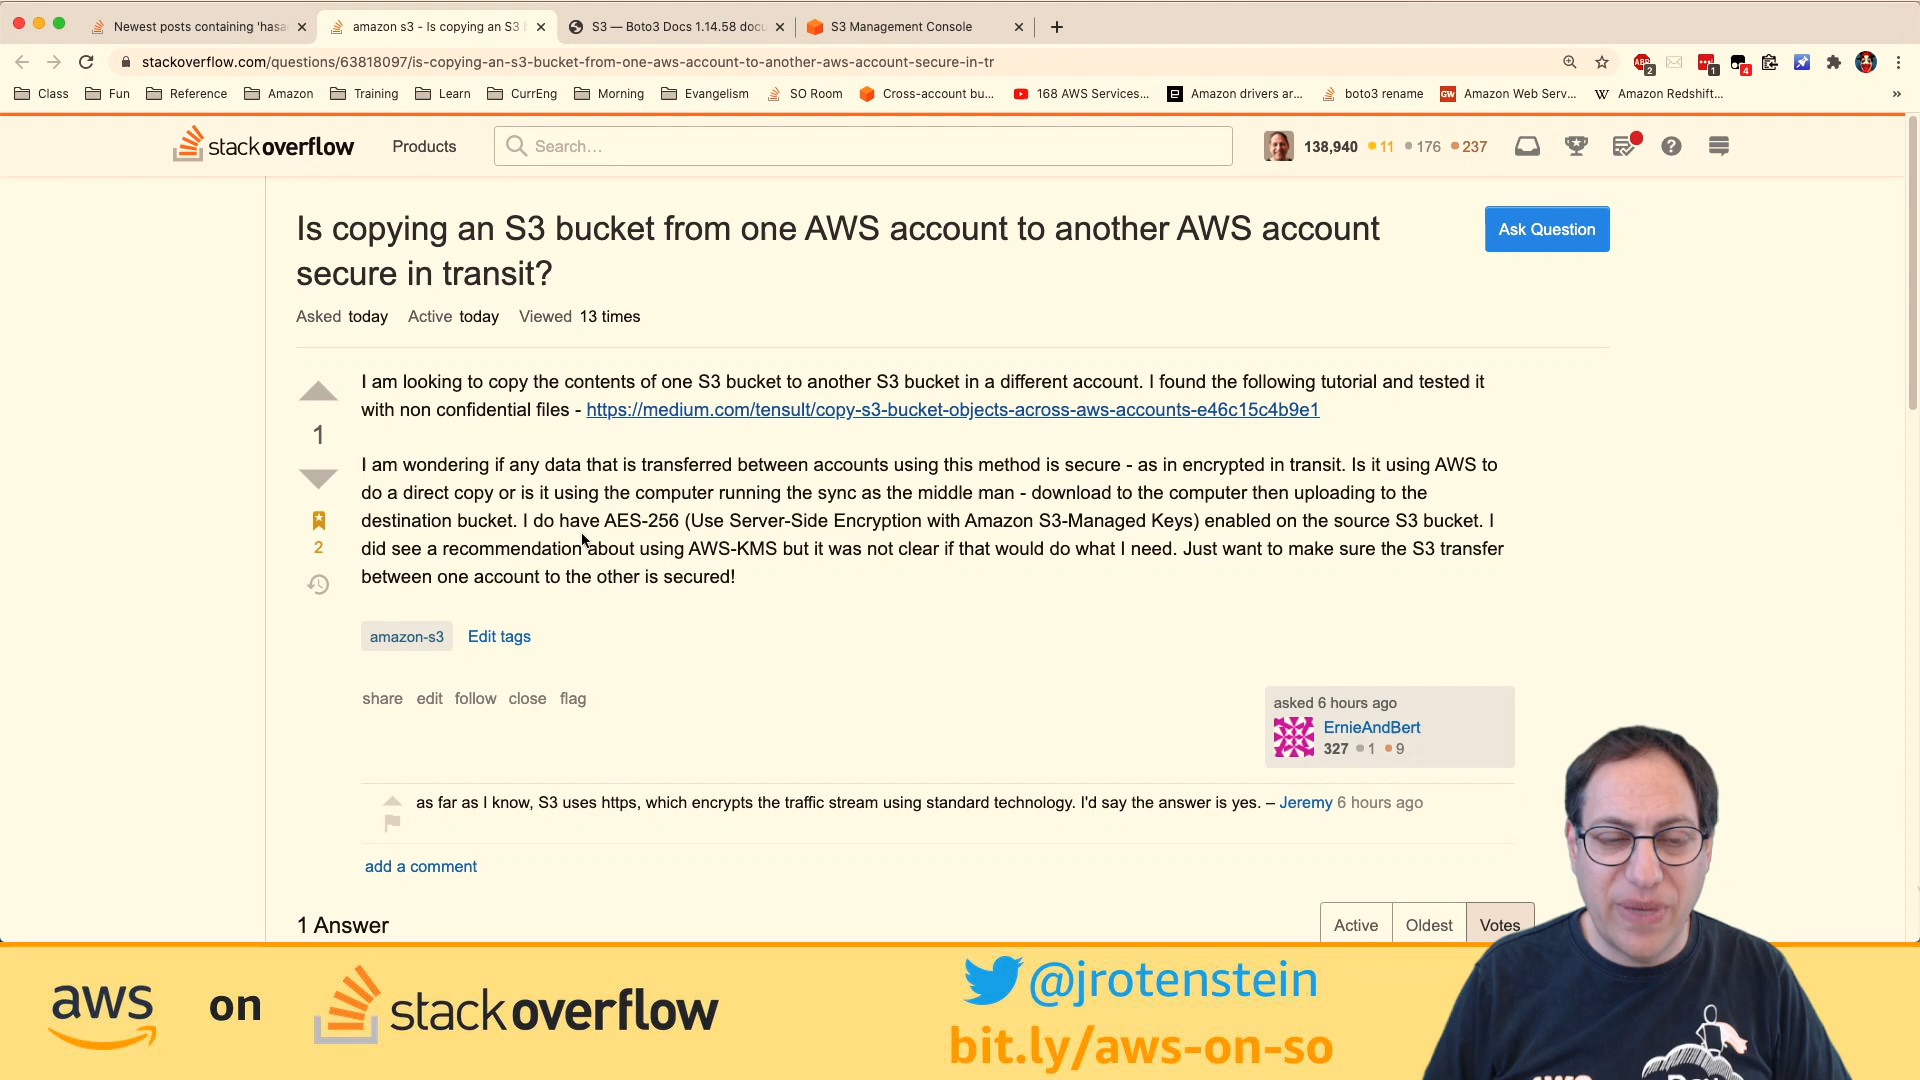 Newest posts containing 'hasa
amazon s3 - Is copying an S3 b
S3 — Boto3 Docs 1.14.58 docu
S3 Management Console
stackoverflow.com/questions/63818097/is-copying-an-s3-bucket-from-one-aws-account-to-another-aws-account-secure-in-tr
ABP 2
1
4
Class
Fun
Reference
Amazon
Training
Learn
CurrEng
Morning
Evangelism
SO Room
Cross-account bu...
168 AWS Services...
Amazon drivers ar...
boto3 rename
GW Amazon Web Serv...
W Amazon Redshift...
»
stackoverflow
Products
Search...
138,940 11 176 237
Is copying an S3 bucket from one AWS account to another AWS account
secure in transit?
Ask Question
Asked today Active today Viewed 13 times
I am looking to copy the contents of one S3 bucket to another S3 bucket in a different account. I found the following tutorial and tested it
with non confidential files - https://medium.com/tensult/copy-s3-bucket-objects-across-aws-accounts-e46c15c4b9e1
1
I am wondering if any data that is transferred between accounts using this method is secure - as in encrypted in transit. Is it using AWS to
do a direct copy or is it using the computer running the sync as the middle man - download to the computer then uploading to the
destination bucket. I do have AES-256 (Use Server-Side Encryption with Amazon S3-Managed Keys) enabled on the source S3 bucket. I
did see a recommendation about using AWS-KMS but it was not clear if that would do what I need. Just want to make sure the S3 transfer
between one account to the other is secured!
2
amazon-s3 Edit tags
share edit follow close flag
asked 6 hours ago
ErnieAndBert
327 1 9
as far as I know, S3 uses https, which encrypts the traffic stream using standard technology. I'd say the answer is yes. – Jeremy 6 hours ago
add a comment
1 Answer
Active Oldest Votes
aws on stackoverflow
@jrotenstein
bit.ly/aws-on-so